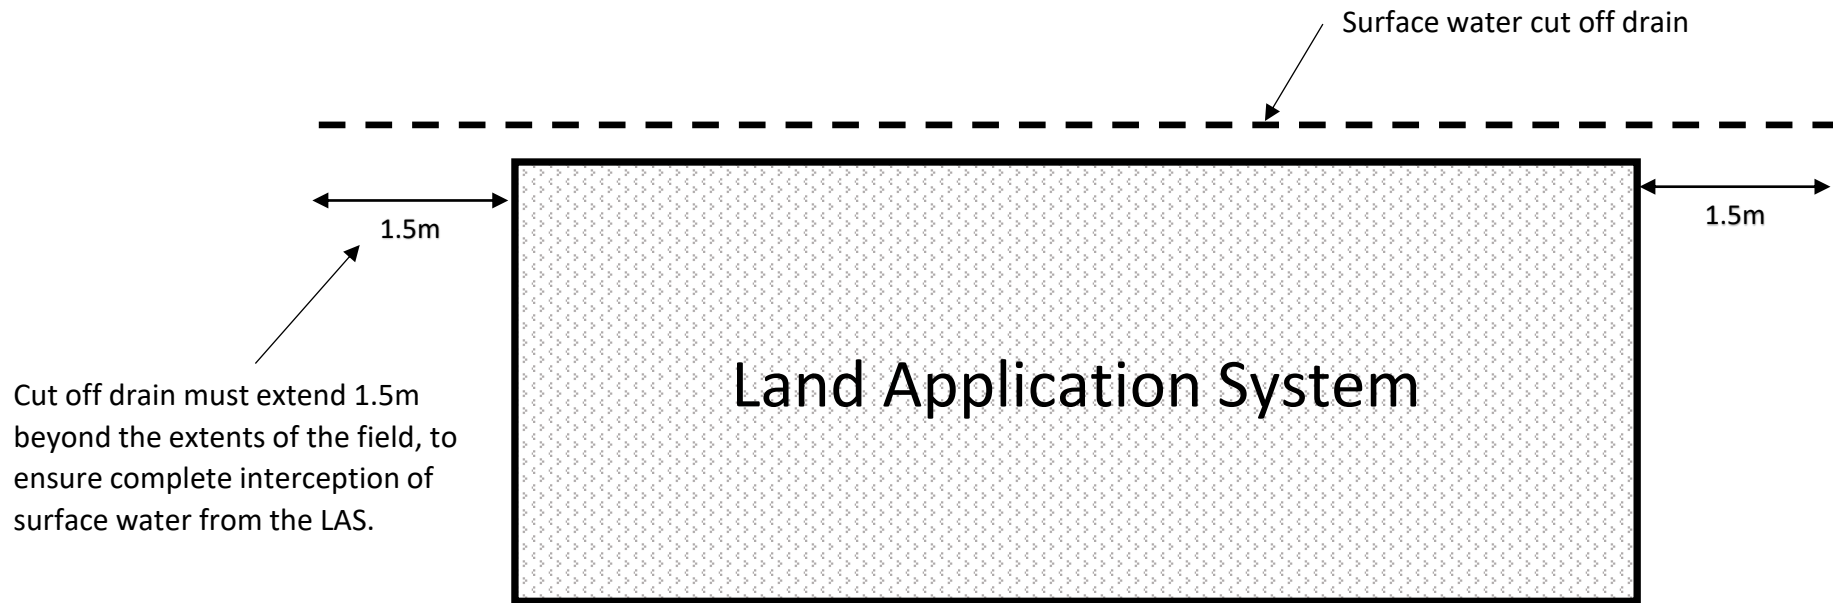 Surface water cut off drain
1.5m
1.5m
Land Application System
Cut off drain must extend 1.5m
beyond the extents of the field, to
ensure complete interception of
surface water from the LAS.